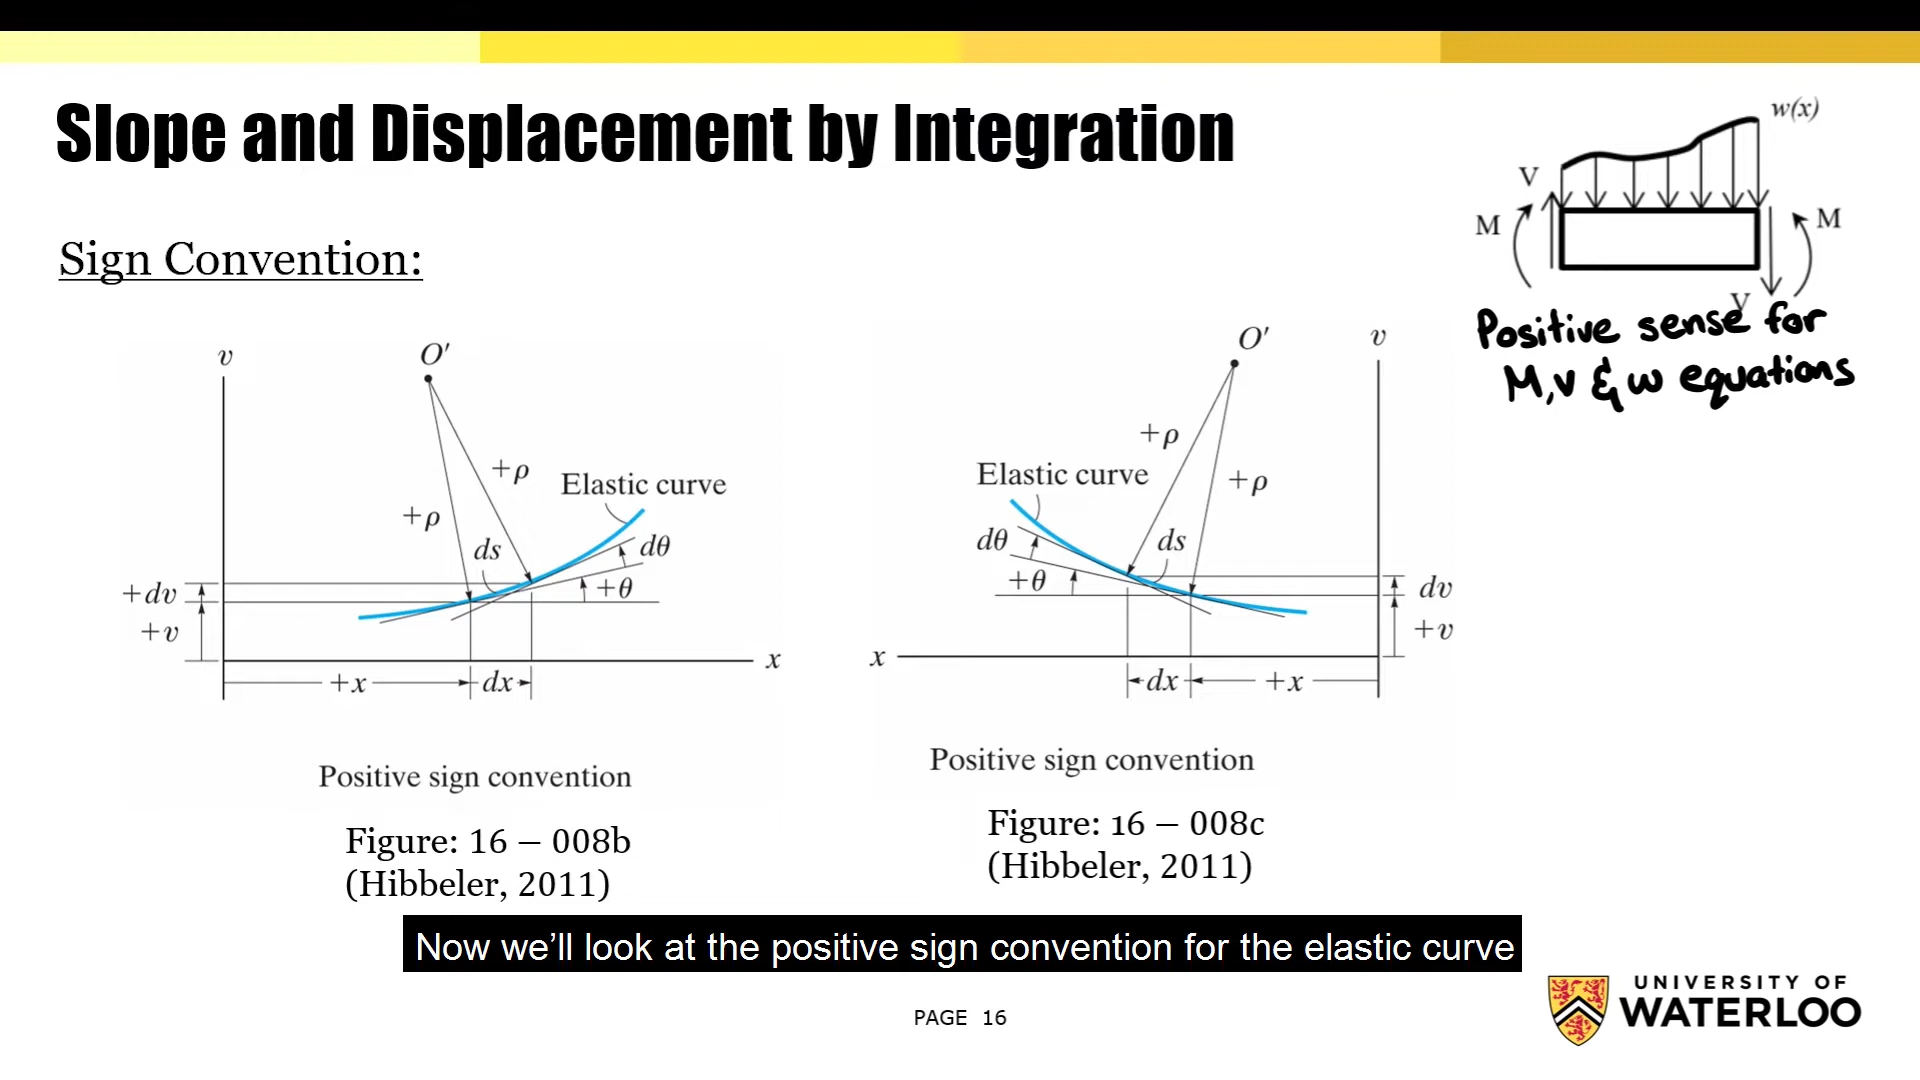 Slope and Displacement by Integration
Sign Convention:
w(x)
V
M
M
V
Positive sense for
M, V & w equations
v
O′
+ρ
Elastic curve
+ρ
ds
dθ
+θ
+dv
+v
x
+x
dx
Positive sign convention
Figure: 16 – 008b
(Hibbeler, 2011)
O′
v
+ρ
Elastic curve
+ρ
dθ
ds
+θ
dv
+v
x
dx
+x
Positive sign convention
Figure: 16 – 008c
(Hibbeler, 2011)
Now we’ll look at the positive sign convention for the elastic curve
PAGE 16
UNIVERSITY OF
WATERLOO